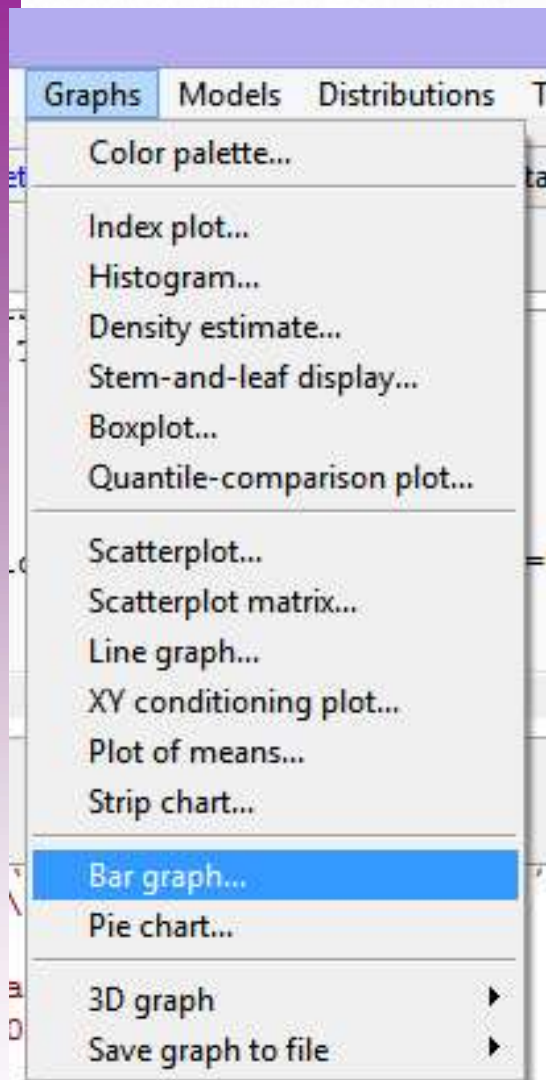 Graphs Models Distributions T
Color palette...
et
ta
Index plot...
Histogram...
Density estimate...
Stem-and-leaf display...
Boxplot...
Quantile-comparison plot...
Scatterplot...
Scatterplot matrix...
Line graph...
XY conditioning plot...
Plot of means...
Strip chart...
Bar graph...
Pie chart...
3D graph
Save graph to file